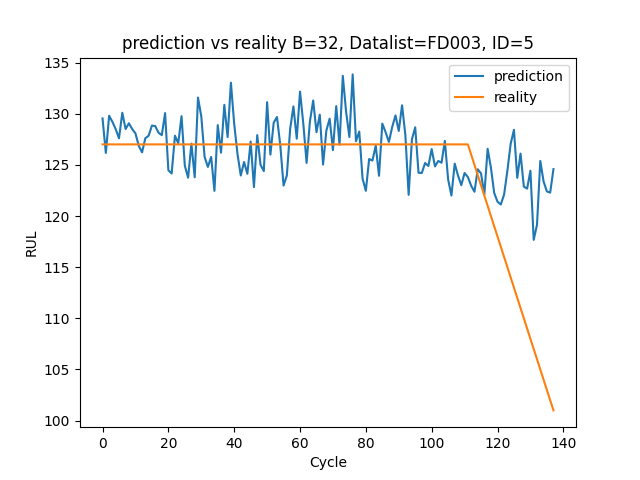 prediction vs reality B=32, Datalist=FD003, ID=5
135
130
125
120
115
110
105
100
RUL
prediction
reality
0 20 40 60 80 100 120 140
Cycle